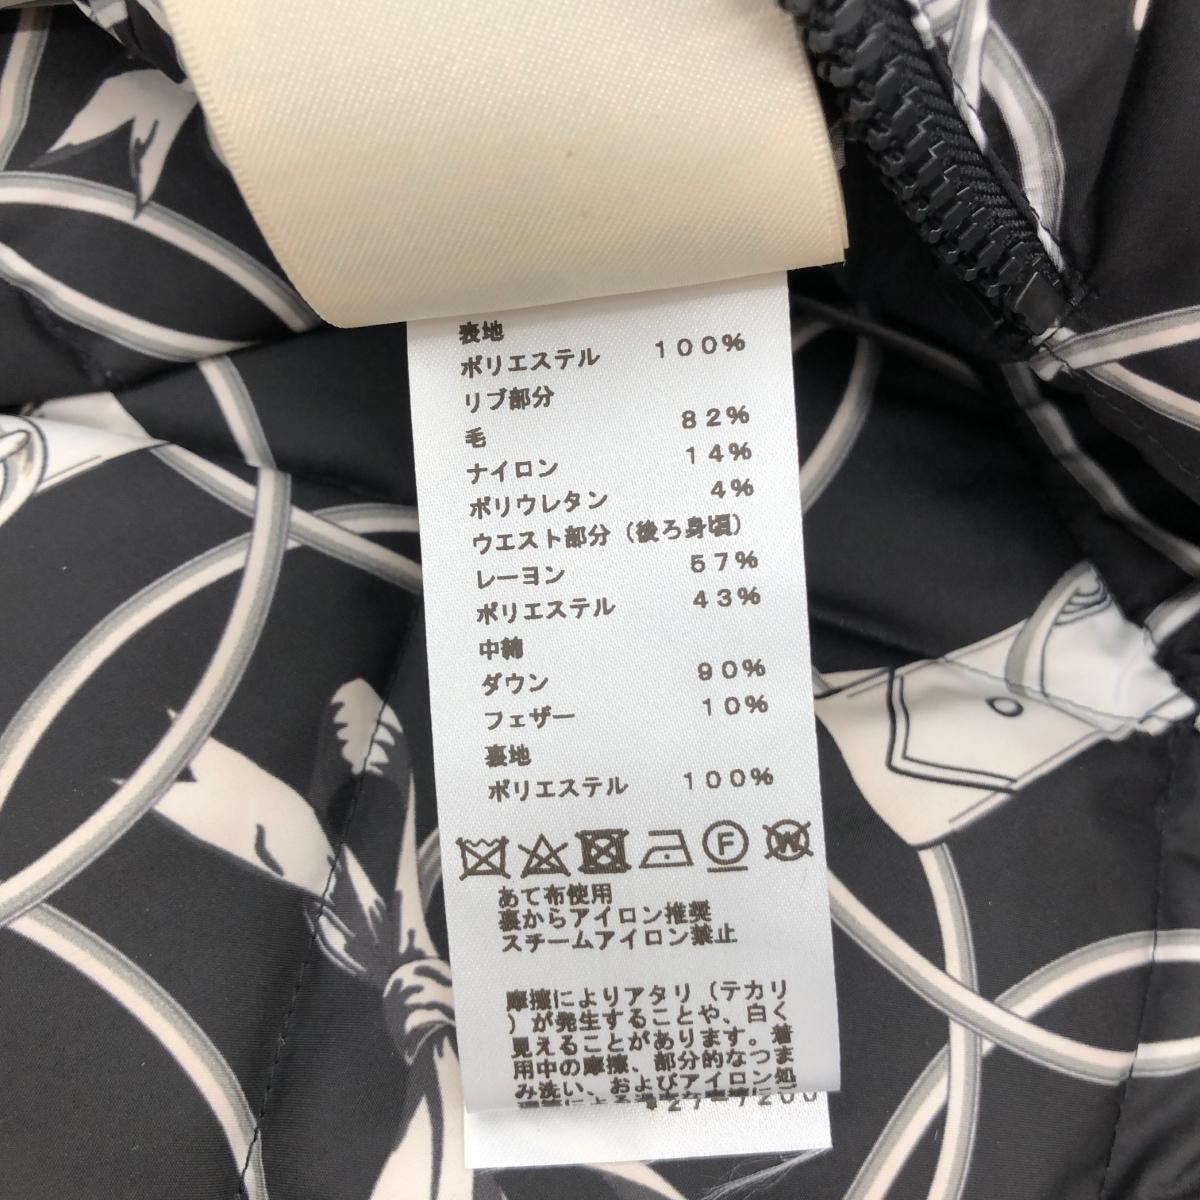 表地
ポリエステル 100%
リブ部分
毛 82%
ナイロン 14%
ポリウレタン 4%
ウエスト部分(後ろ身頃)
レーヨン 57%
ポリエステル 43%
中綿
ダウン 90%
フェザー 10%
裏地
ポリエステル 100%
F W
あて布使用
裏からアイロン推奨
スチームアイロン禁止
摩擦によりアタリ(テカリ
)が発生することや、白く
見えることがあります。着
用中の摩擦、部分的なつま
み洗い、およびアイロン処